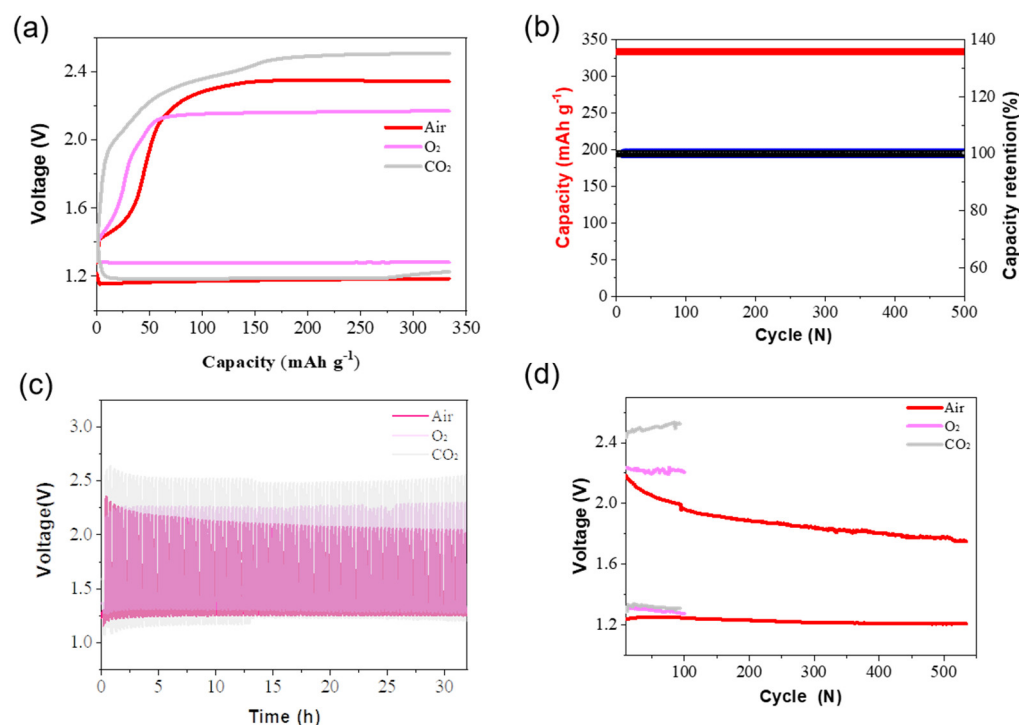 (a)
2.4
2.0
1.6
1.2
Voltage (V)
Air
O₂
CO₂
0 50 100 150 200 250 300 350
Capacity (mAh g⁻¹)
(b)
350
300
250
200
150
100
50
0
Capacity (mAh g⁻¹)
140
120
100
80
60
Capacity retention(%)
0 100 200 300 400 500
Cycle (N)
(c)
3.0
2.5
2.0
1.5
1.0
Voltage(V)
Air
O₂
CO₂
0 5 10 15 20 25 30
Time (h)
(d)
2.4
2.0
1.6
1.2
Voltage (V)
Air
O₂
CO₂
100 200 300 400 500
Cycle (N)